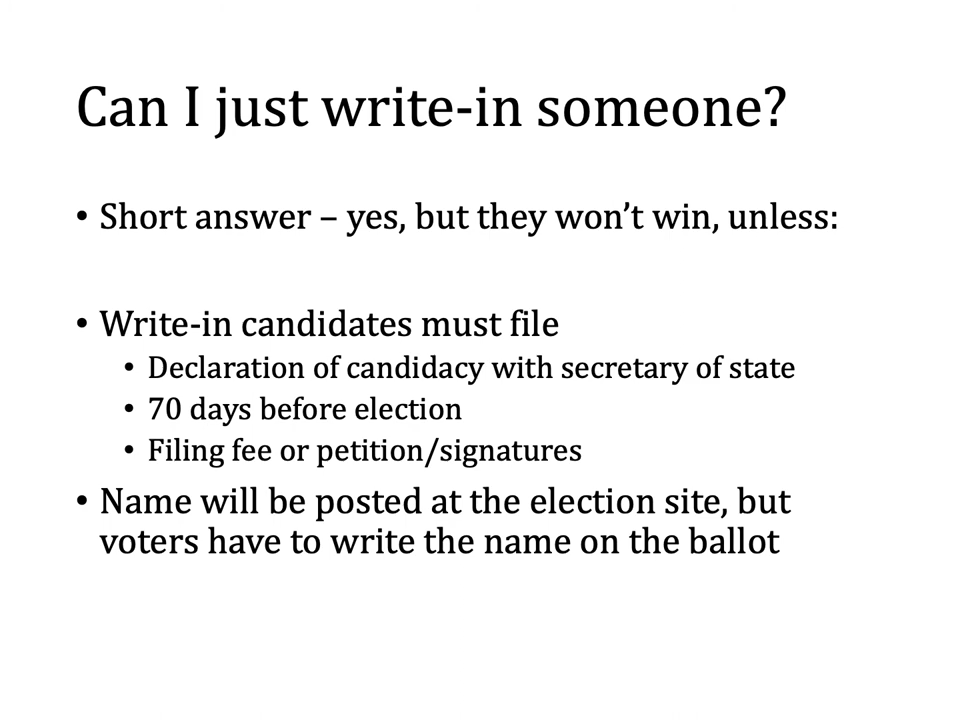 Can I just write-in someone?
• Short answer – yes, but they won’t win, unless:
• Write-in candidates must file
• Declaration of candidacy with secretary of state
• 70 days before election
• Filing fee or petition/signatures
• Name will be posted at the election site, but
voters have to write the name on the ballot